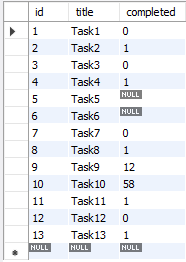 id title completed
1 Task1 0
2 Task2 1
3 Task3 0
4 Task4 1
5 Task5 NULL
6 Task6 NULL
7 Task7 0
8 Task8 1
9 Task9 12
10 Task10 58
11 Task11 1
12 Task12 0
13 Task13 1
NULL NULL NULL